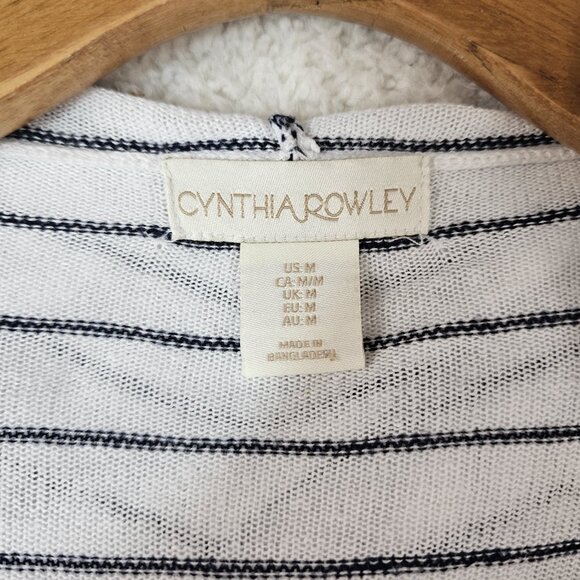 CYNTHIA ROWLEY
US: M
CA: M/M
UK: M
EU: M
AU: M
MADE IN
BANGLADESH